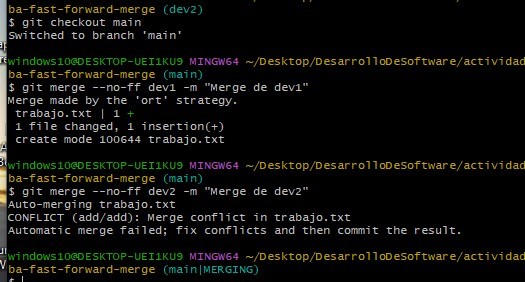 ba-fast-forward-merge (dev2)
$ git checkout main
Switched to branch 'main'
windows10@DESKTOP-UEI1KU9 MINGW64 ~/Desktop/DesarrolloDeSoftware/actividad
ba-fast-forward-merge (main)
$ git merge --no-ff dev1 -m "Merge de dev1"
Merge made by the 'ort' strategy.
 trabajo.txt | 1 +
 1 file changed, 1 insertion(+)
 create mode 100644 trabajo.txt
windows10@DESKTOP-UEI1KU9 MINGW64 ~/Desktop/DesarrolloDeSoftware/actividad
ba-fast-forward-merge (main)
$ git merge --no-ff dev2 -m "Merge de dev2"
Auto-merging trabajo.txt
CONFLICT (add/add): Merge conflict in trabajo.txt
Automatic merge failed; fix conflicts and then commit the result.
windows10@DESKTOP-UEI1KU9 MINGW64 ~/Desktop/DesarrolloDeSoftware/actividad
ba-fast-forward-merge (main|MERGING)
$